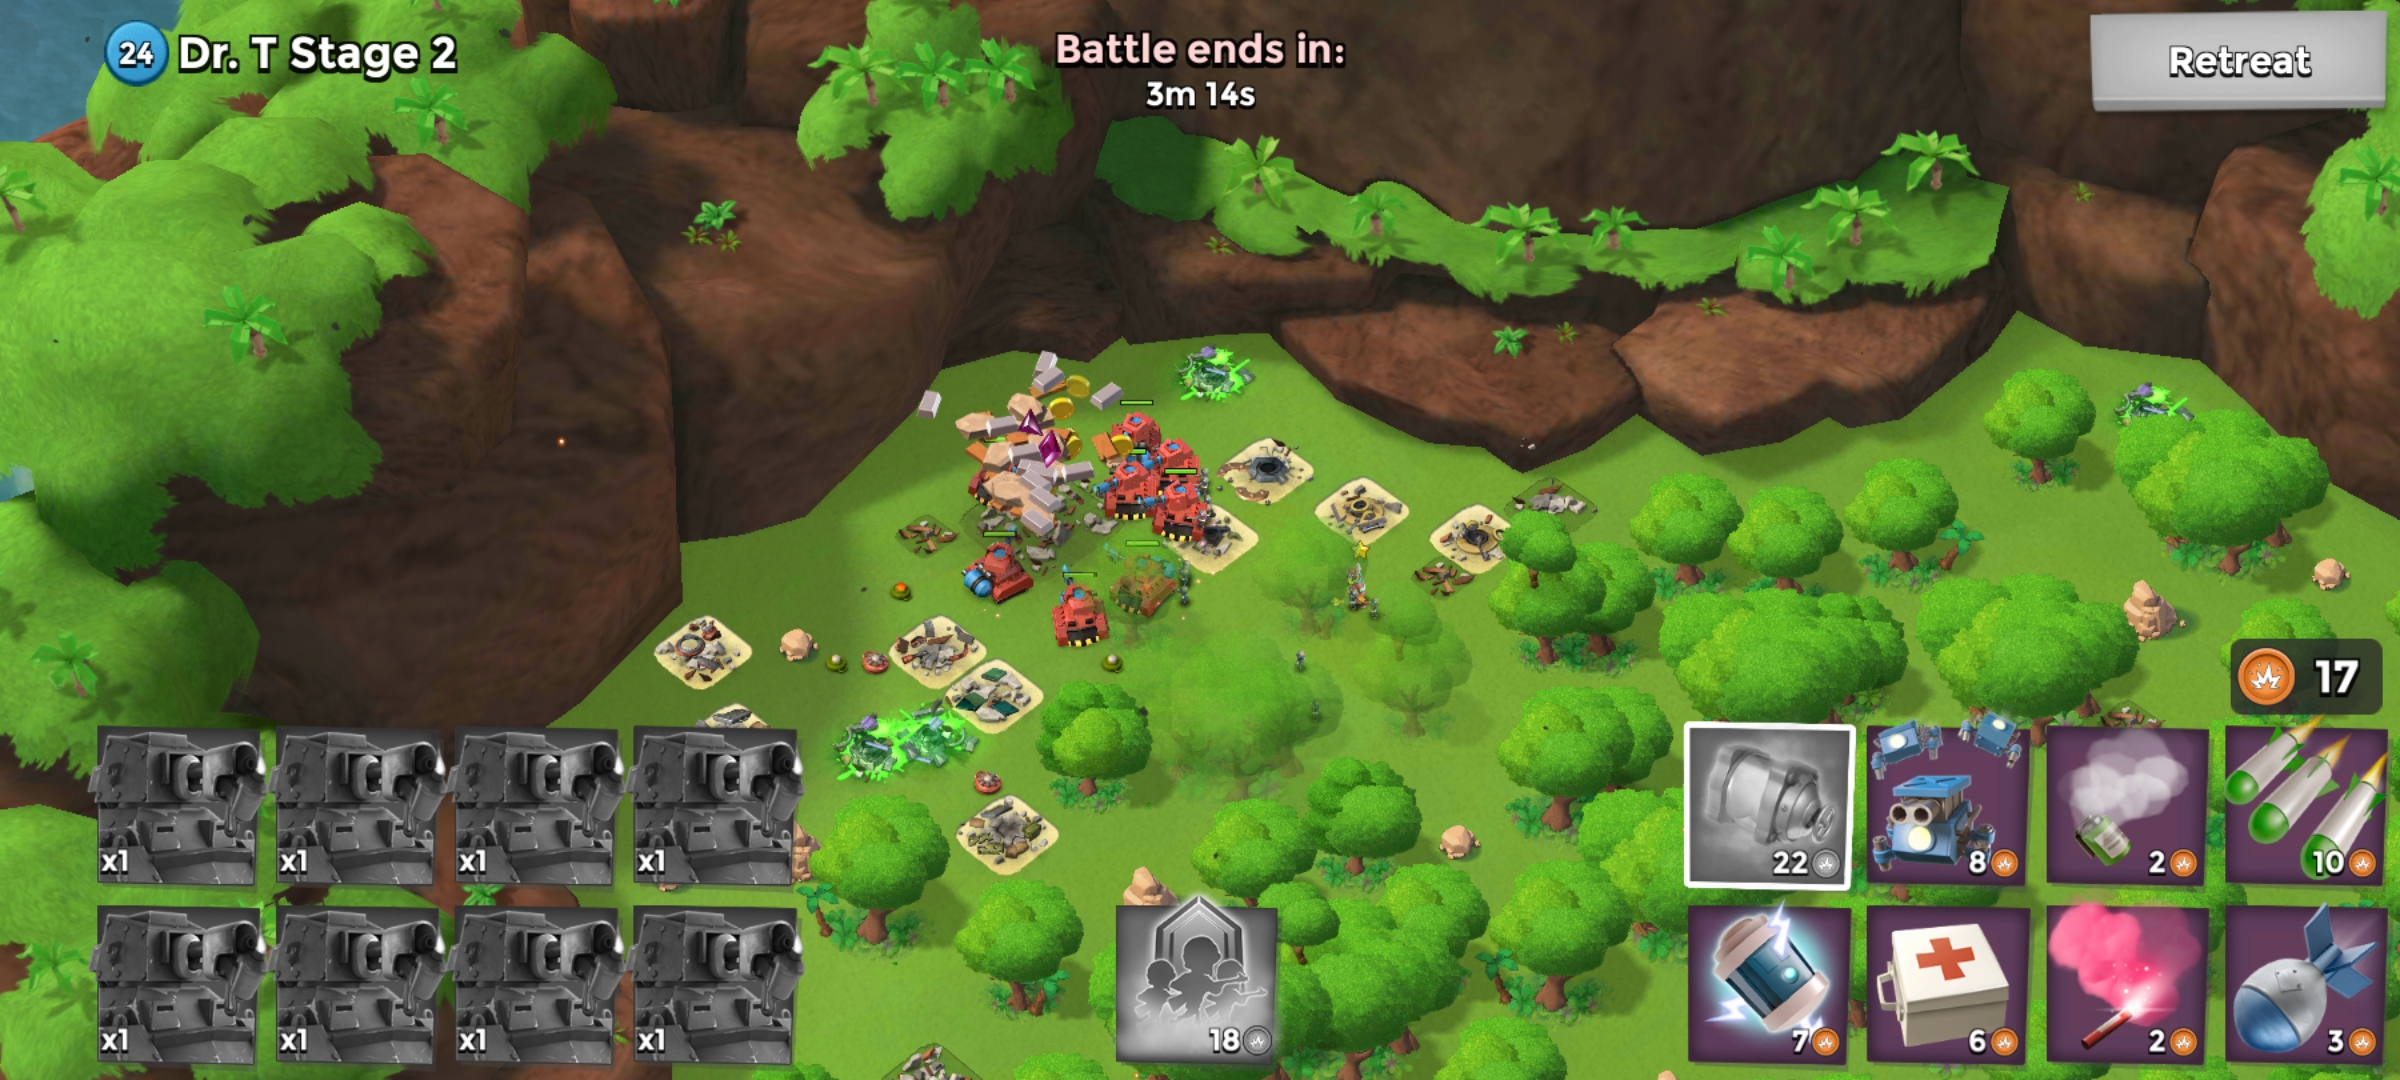 24 Dr. T Stage 2
Battle ends in:
3m 14s
Retreat
17
x1 x1 x1 x1
22 8 2 10
x1 x1 x1 x1
18
7 6 2 3